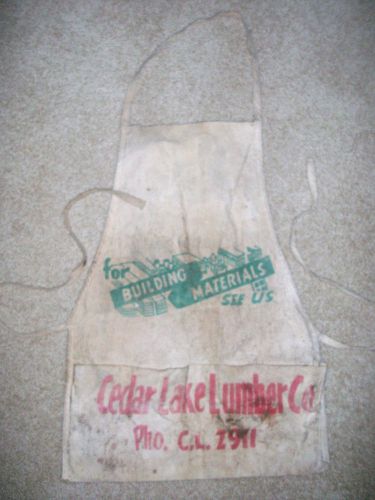 for
BUILDING MATERIALS
SEE US
Cedar Lake Lumber Co
Pho. C.L. 2911